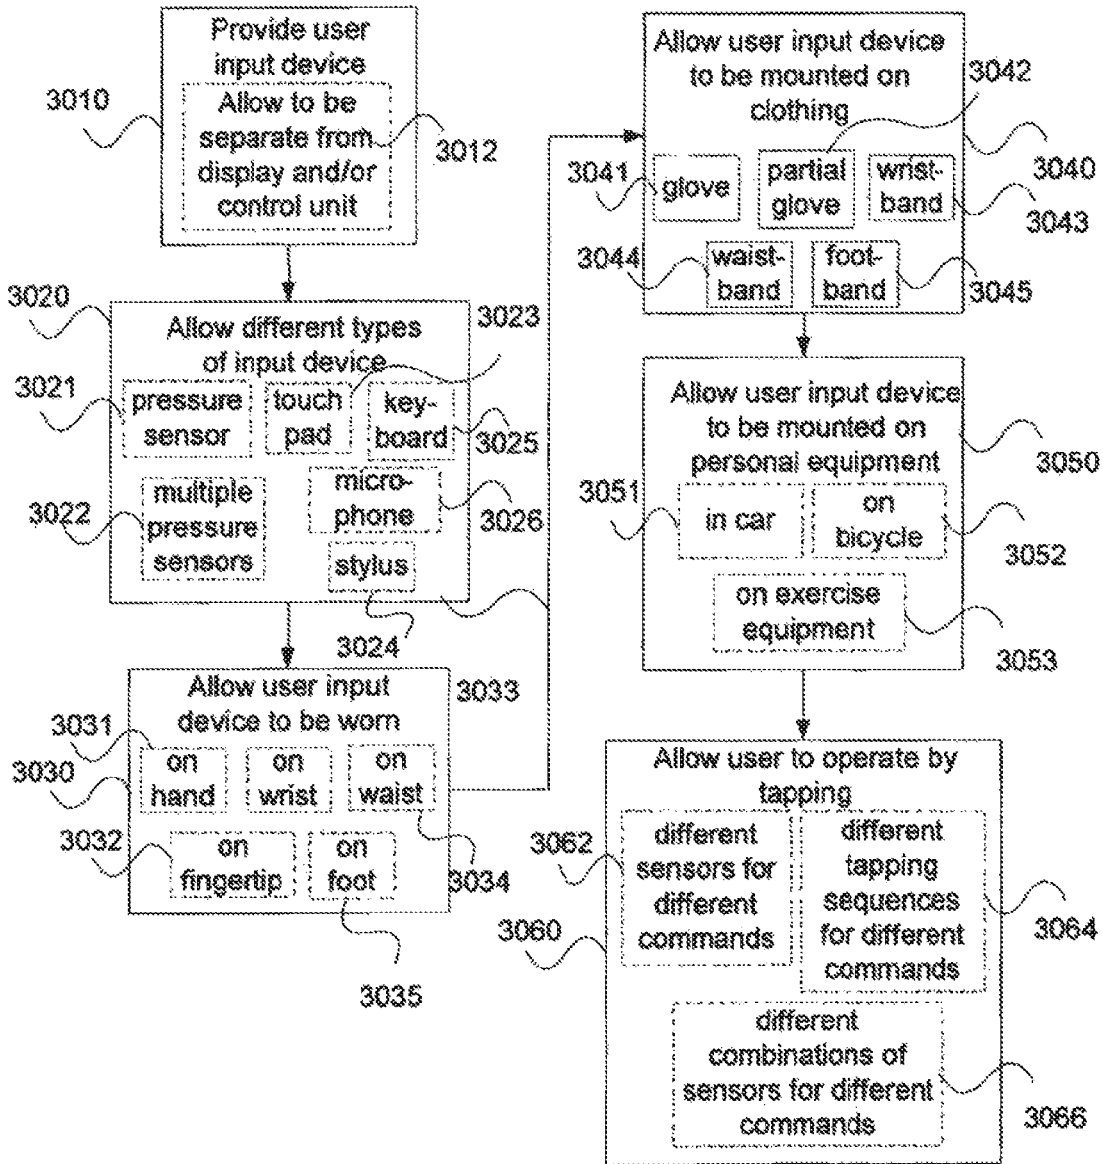 Provide user
input device
3010
Allow to be
separate from
display and/or
control unit
3012
3020
Allow different types
of input device
3023
3021
pressure
sensor
touch
pad
key-
board
3025
3022
multiple
pressure
sensors
micro-
phone
3026
stylus
3024
Allow user input
device to be worn
3033
3031
3030
on
hand
on
wrist
on
waist
3032
on
fingertip
on
foot
3034
3035
Allow user input device
to be mounted on
clothing
3042
3040
3041
glove
partial
glove
wrist-
band
3043
3044
waist-
band
foot-
band
3045
Allow user input device
to be mounted on
personal equipment
3050
3051
in car
on
bicycle
3052
on exercise
equipment
3053
Allow user to operate by
tapping
3062
different
sensors for
different
commands
different
tapping
sequences
for different
commands
3064
3060
different
combinations of
sensors for different
commands
3066